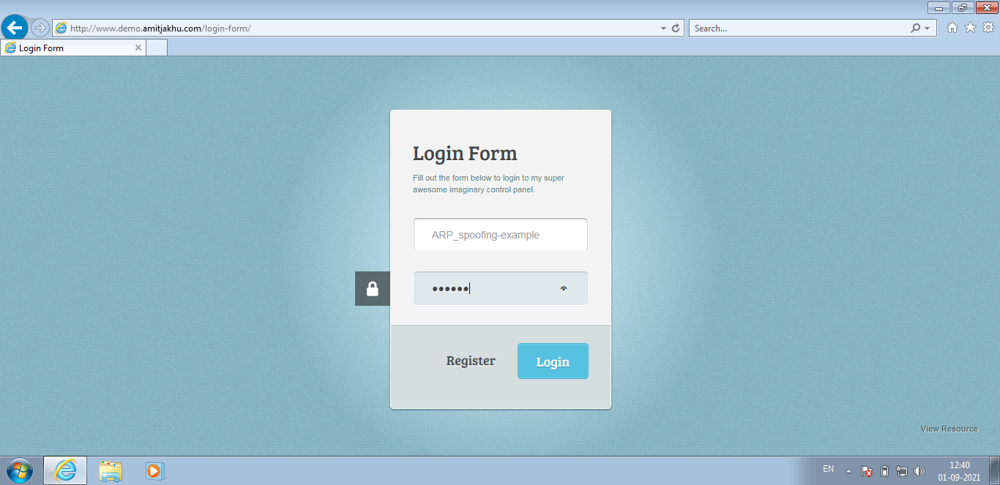 http://www.demo.amitjakhu.com/login-form/
Search...
Login Form
Login Form
Fill out the form below to login to my super
awesome imaginary control panel.
ARP_spoofing-example
••••••
Register
Login
View Resource
EN
12:40
01-09-2021